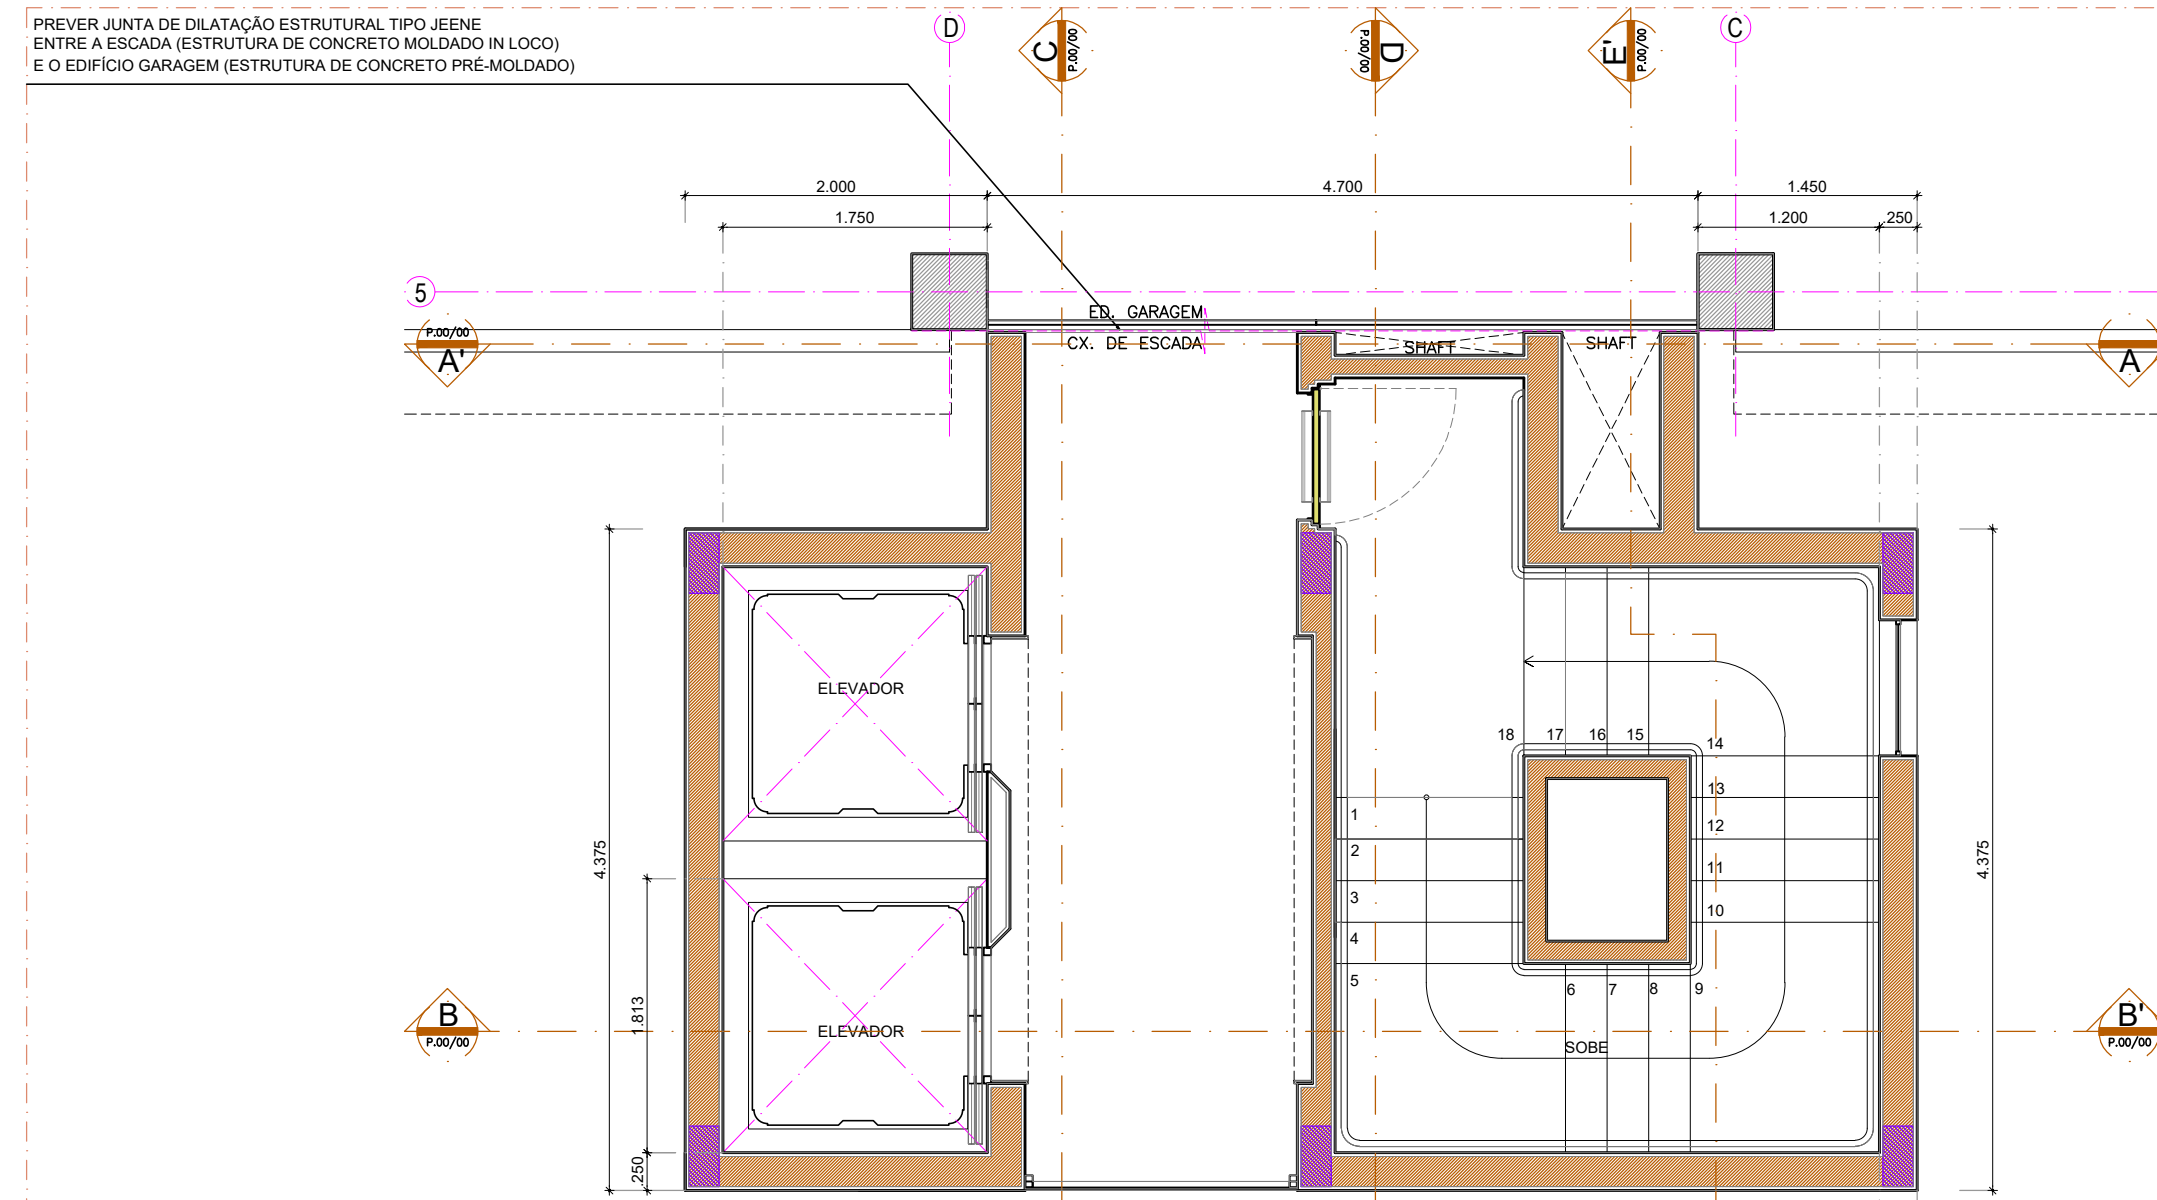 PREVER JUNTA DE DILATAÇÃO ESTRUTURAL TIPO JEENE
ENTRE A ESCADA (ESTRUTURA DE CONCRETO MOLDADO IN LOCO)
E O EDIFÍCIO GARAGEM (ESTRUTURA DE CONCRETO PRÉ-MOLDADO)
D
C
P.00/00
D
P.00/00
E'
P.00/00
C
2.000
4.700
1.450
1.750
1.200
.250
5
ED. GARAGEM
P.00/00
A'
CX. DE ESCADA
SHAFT
SHAFT
A
ELEVADOR
18
17
16
15
14
13
1
12
2
11
3
10
4
5
6
7
8
9
4.375
4.375
1.813
B
P.00/00
ELEVADOR
SOBE
B'
P.00/00
.250